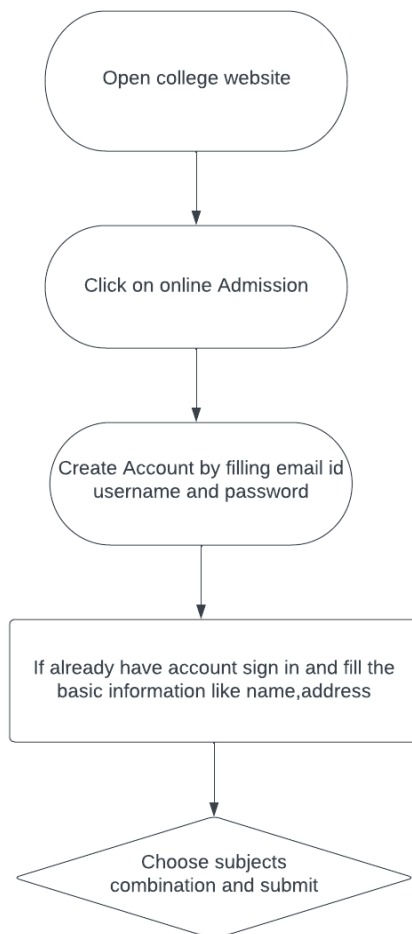 Open college website
Click on online Admission
Create Account by filling email id
username and password
If already have account sign in and fill the
basic information like name,address
Choose subjects
combination and submit